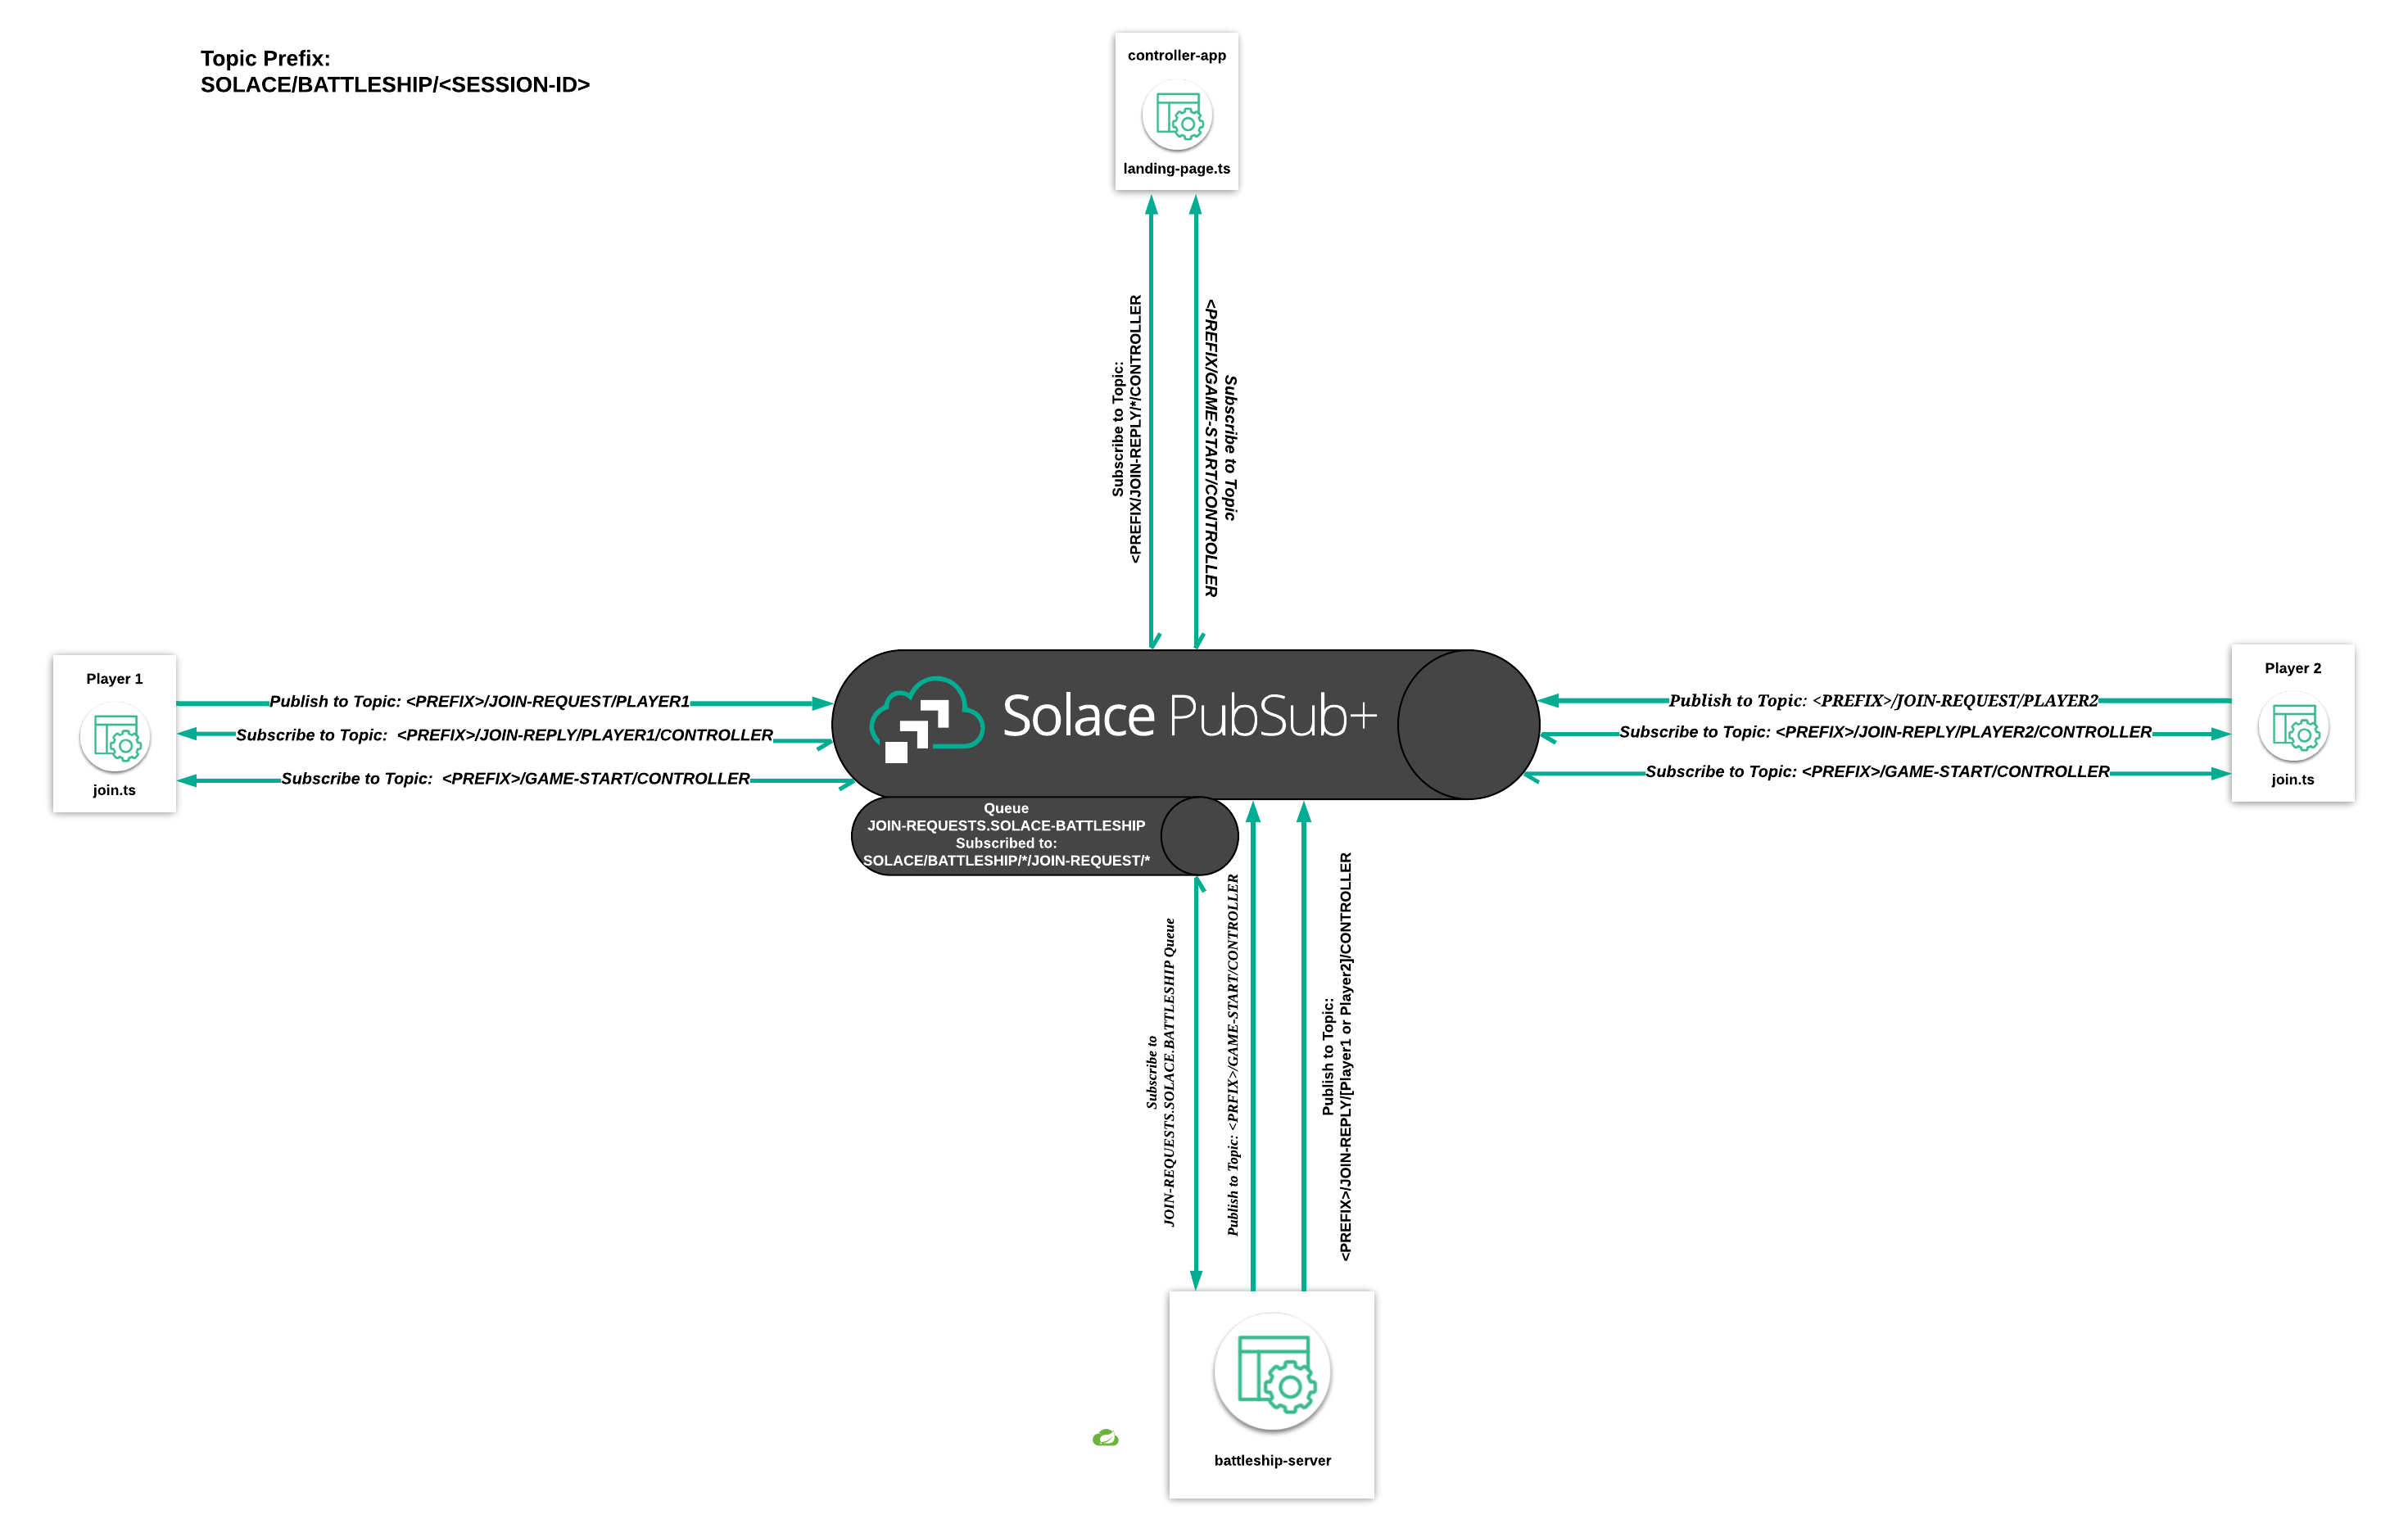 Topic Prefix:
SOLACE/BATTLESHIP/<SESSION-ID>
controller-app
landing-page.ts
Subscribe to Topic:
<PREFIX/JOIN-REPLY/*/CONTROLLER
Subscribe to Topic
<PREFIX/GAME-START/CONTROLLER
Player 1
join.ts
Publish to Topic: <PREFIX>/JOIN-REQUEST/PLAYER1
Subscribe to Topic:  <PREFIX>/JOIN-REPLY/PLAYER1/CONTROLLER
Subscribe to Topic:  <PREFIX>/GAME-START/CONTROLLER
Solace PubSub+
Publish to Topic: <PREFIX>/JOIN-REQUEST/PLAYER2
Subscribe to Topic: <PREFIX>/JOIN-REPLY/PLAYER2/CONTROLLER
Subscribe to Topic: <PREFIX>/GAME-START/CONTROLLER
Player 2
join.ts
Queue
JOIN-REQUESTS.SOLACE-BATTLESHIP
Subscribed to:
SOLACE/BATTLESHIP/*/JOIN-REQUEST/*
Subscribe to
JOIN-REQUESTS.SOLACE.BATTLESHIP Queue
Publish to Topic: <PRFIX>/GAME-START/CONTROLLER
Publish to Topic:
<PREFIX>/JOIN-REPLY/[Player1 or Player2]/CONTROLLER
battleship-server